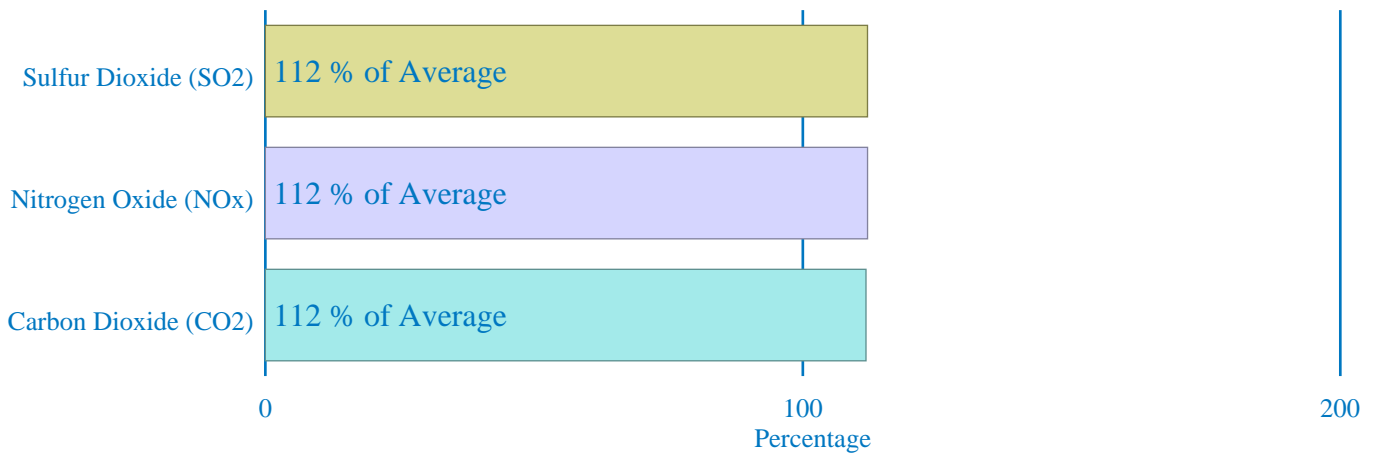 Sulfur Dioxide (SO2) 112 % of Average
Nitrogen Oxide (NOx) 112 % of Average
Carbon Dioxide (CO2) 112 % of Average
0 100 200
Percentage